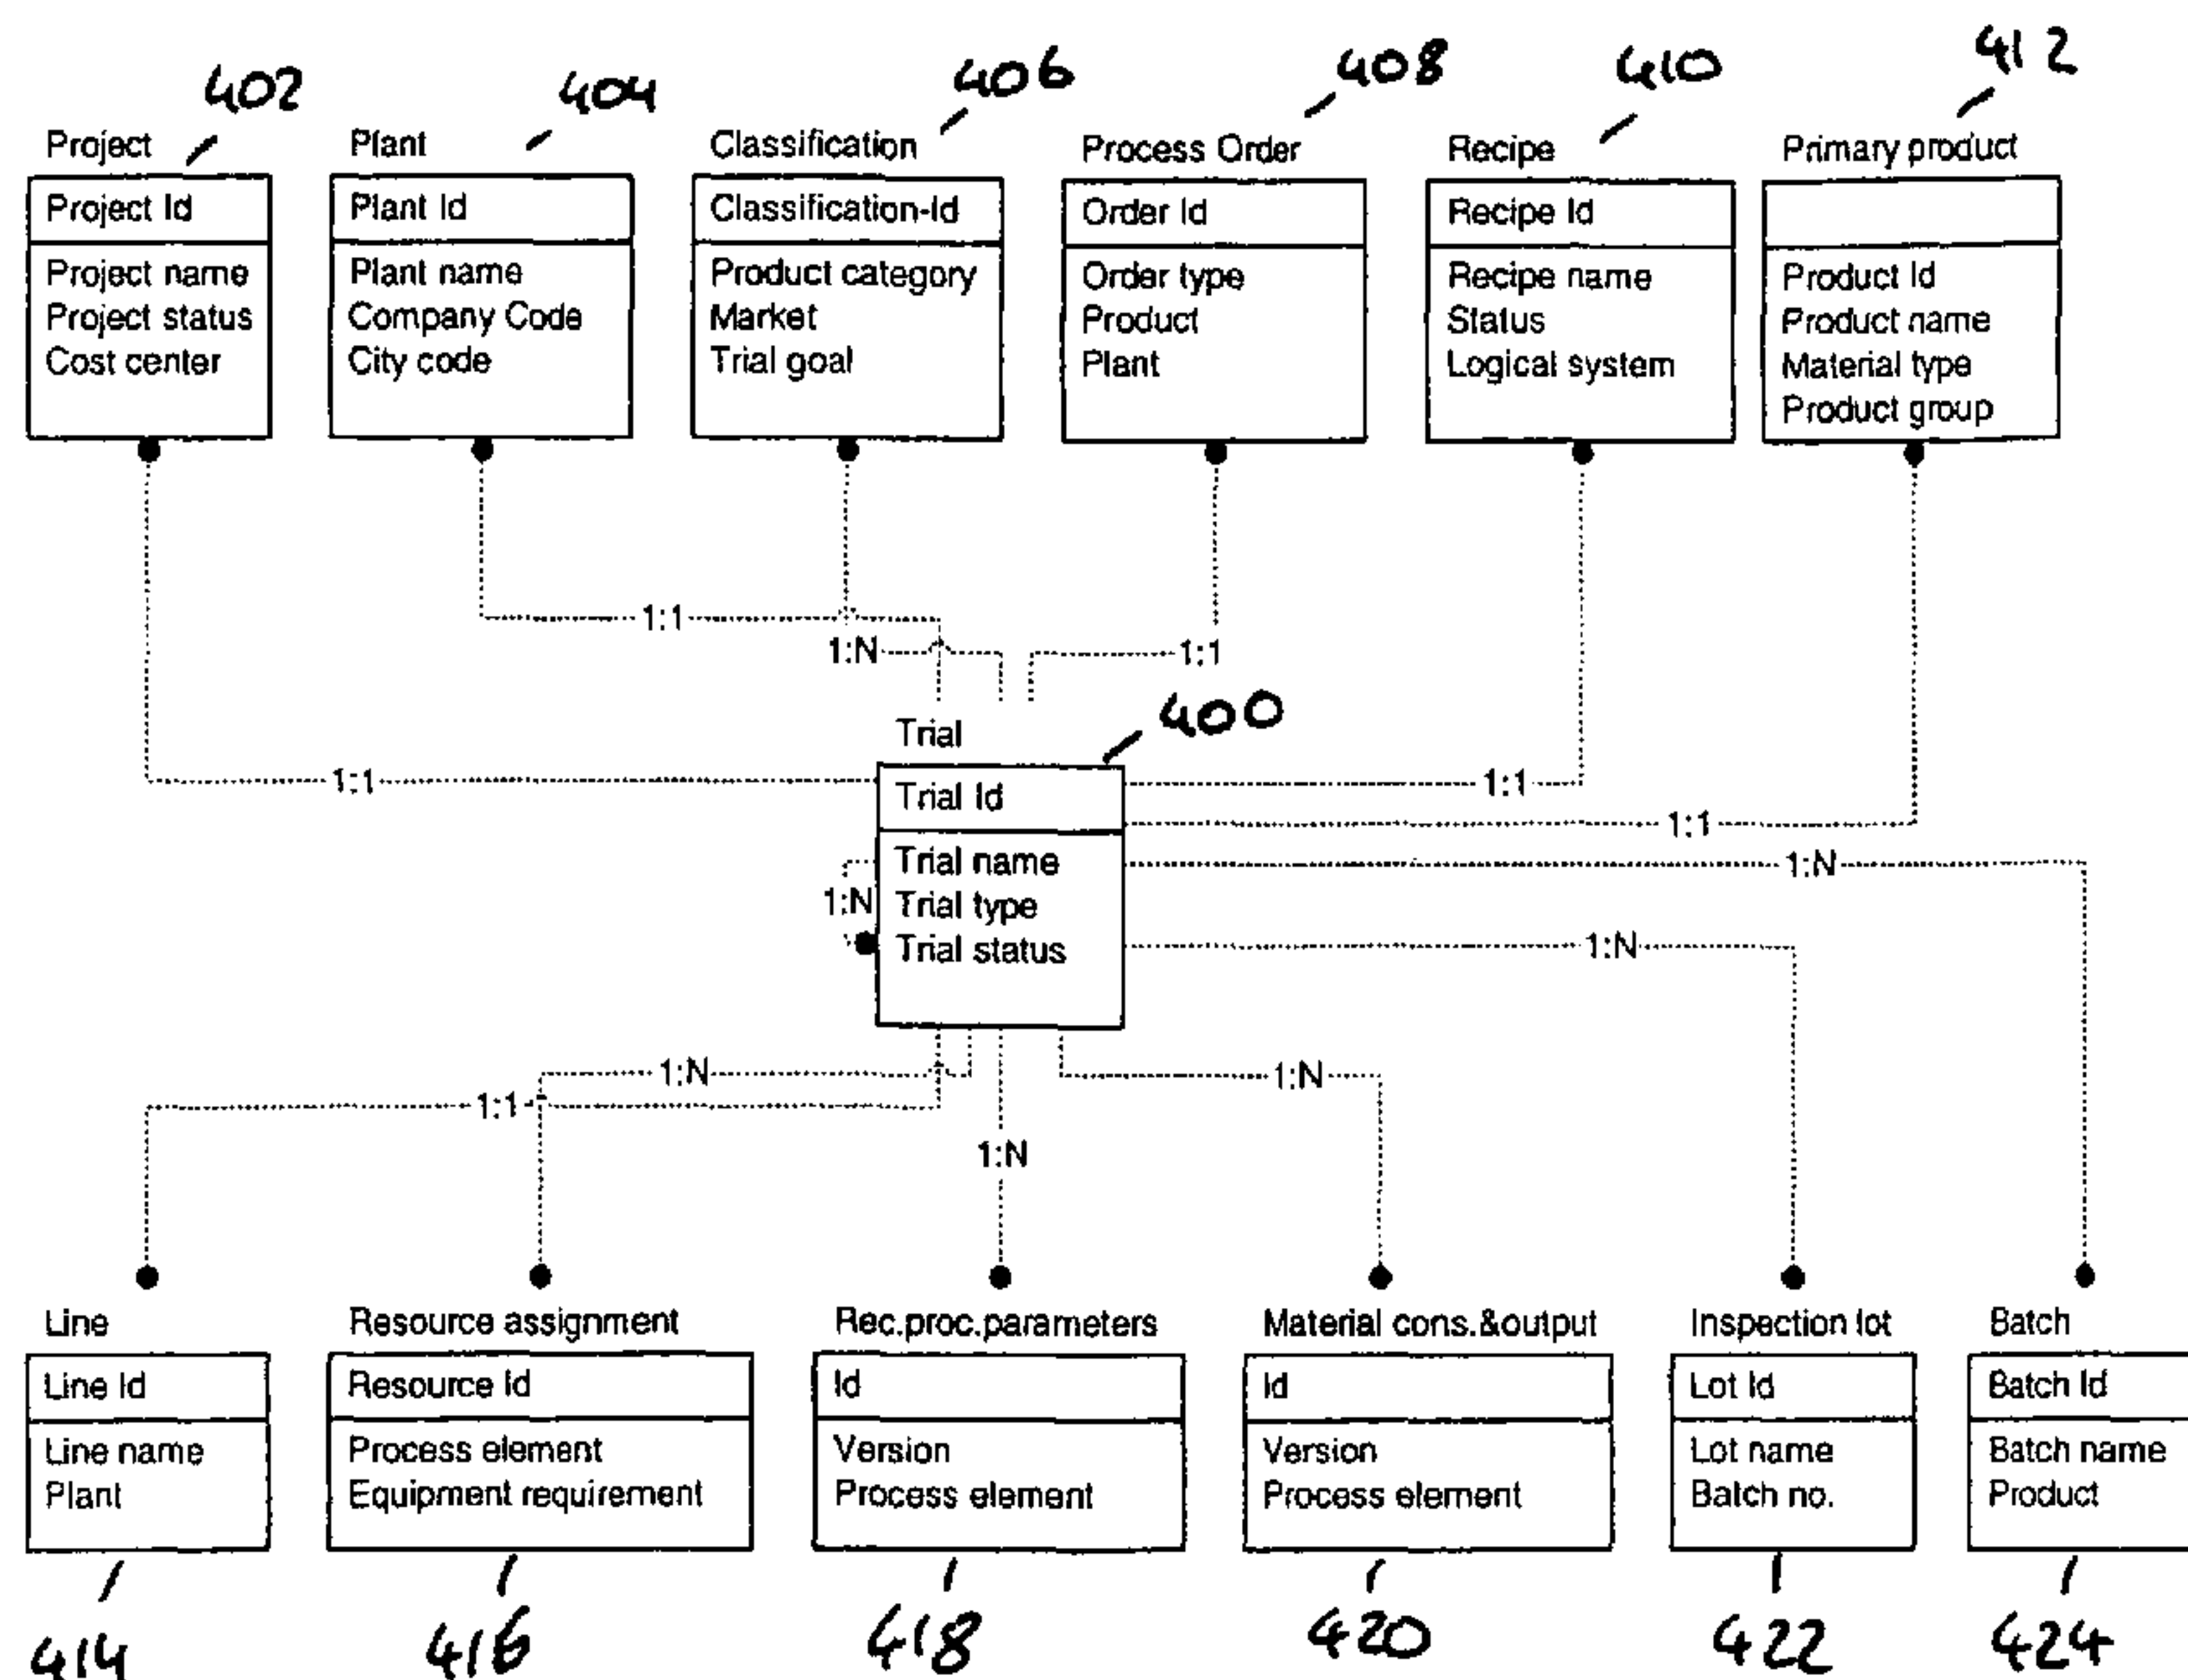 402
404
406
408
410
412
Project
Plant
Classification
Process Order
Recipe
Primary product
Project Id
Project name
Project status
Cost center
Plant Id
Plant name
Company Code
City code
Classification-Id
Product category
Market
Trial goal
Order Id
Order type
Product
Plant
Recipe Id
Recipe name
Status
Logical system
Product Id
Product name
Material type
Product group
1:1
1:N
1:1
400
Trial
1:1
1:1
1:1
1:N
1:N
1:N
Trial Id
Trial name
Trial type
Trial status
1:N
1:1
1:N
1:N
Line
Resource assignment
Rec.proc.parameters
Material cons.&output
Inspection lot
Batch
Line Id
Line name
Plant
Resource Id
Process element
Equipment requirement
Id
Version
Process element
Id
Version
Process element
Lot Id
Lot name
Batch no.
Batch Id
Batch name
Product
414
416
418
420
422
424